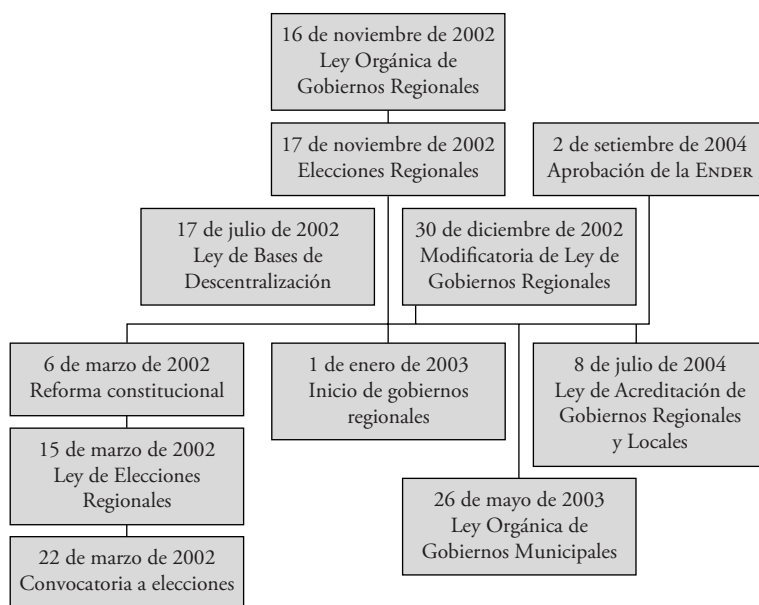 16 de noviembre de 2002
Ley Orgánica de
Gobiernos Regionales
17 de noviembre de 2002
Elecciones Regionales
2 de setiembre de 2004
Aprobación de la ENDER
17 de julio de 2002
Ley de Bases de
Descentralización
30 de diciembre de 2002
Modificatoria de Ley de
Gobiernos Regionales
6 de marzo de 2002
Reforma constitucional
1 de enero de 2003
Inicio de gobiernos
regionales
8 de julio de 2004
Ley de Acreditación de
Gobiernos Regionales
y Locales
15 de marzo de 2002
Ley de Elecciones
Regionales
26 de mayo de 2003
Ley Orgánica de
Gobiernos Municipales
22 de marzo de 2002
Convocatoria a elecciones